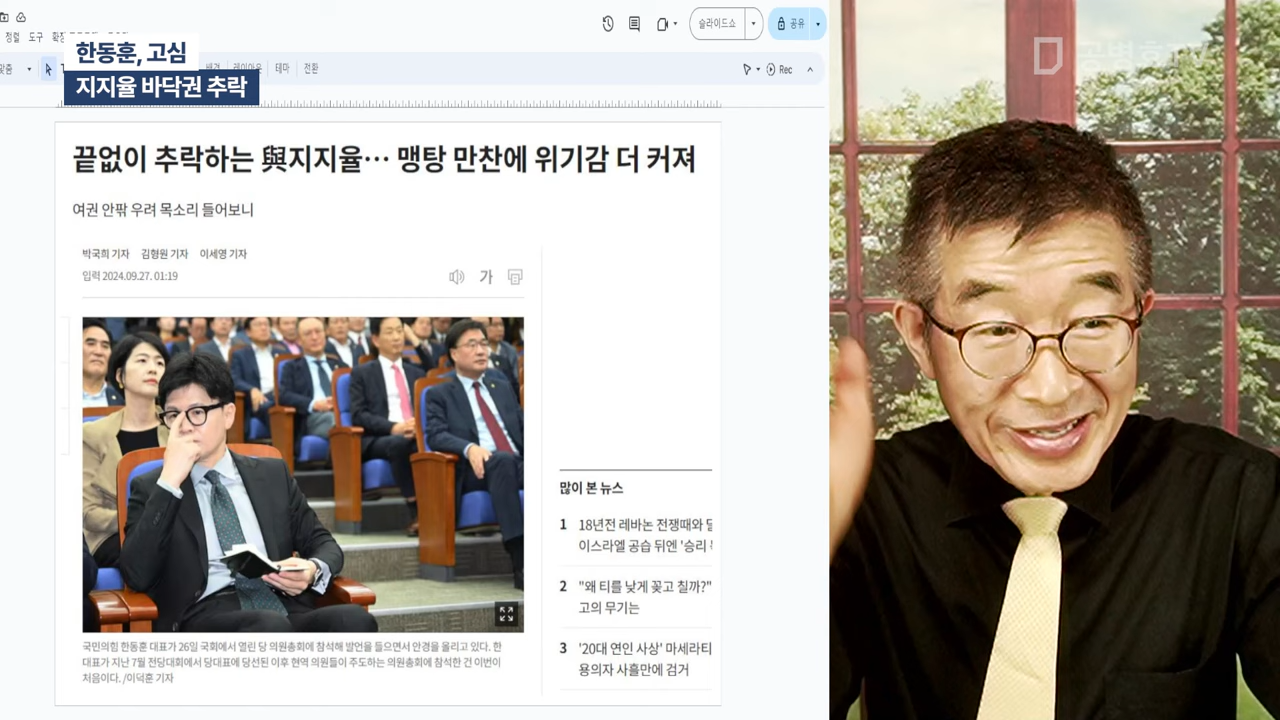 정렬 도구
슬라이드쇼
공유
한동훈, 고심
지지율 바닥권 추락
테마
전환
Rec
끝없이 추락하는 與지지율… 맹탕 만찬에 위기감 더 커져
여권 안팎 우려 목소리 들어보니
박국희 기자 김형원 기자 이세영 기자
입력 2024.09.27. 01:19
가
국민의힘 한동훈 대표가 26일 국회에서 열린 당 의원총회에 참석해 발언을 들으면서 안경을 올리고 있다. 한
대표가 지난 7월 전당대회에서 당대표에 당선된 이후 현역 의원들이 주도하는 의원총회에 참석한 건 이번이
처음이다. /이덕훈 기자
많이 본 뉴스
1 18년전 레바논 전쟁때와
이스라엘 공습 뒤엔 '승리
2 "왜 티를 낮게 꽂고 칠까?"
고의 무기는
3 '20대 연인 사상' 마세라티
용의자 사흘만에 검거
공병호TV